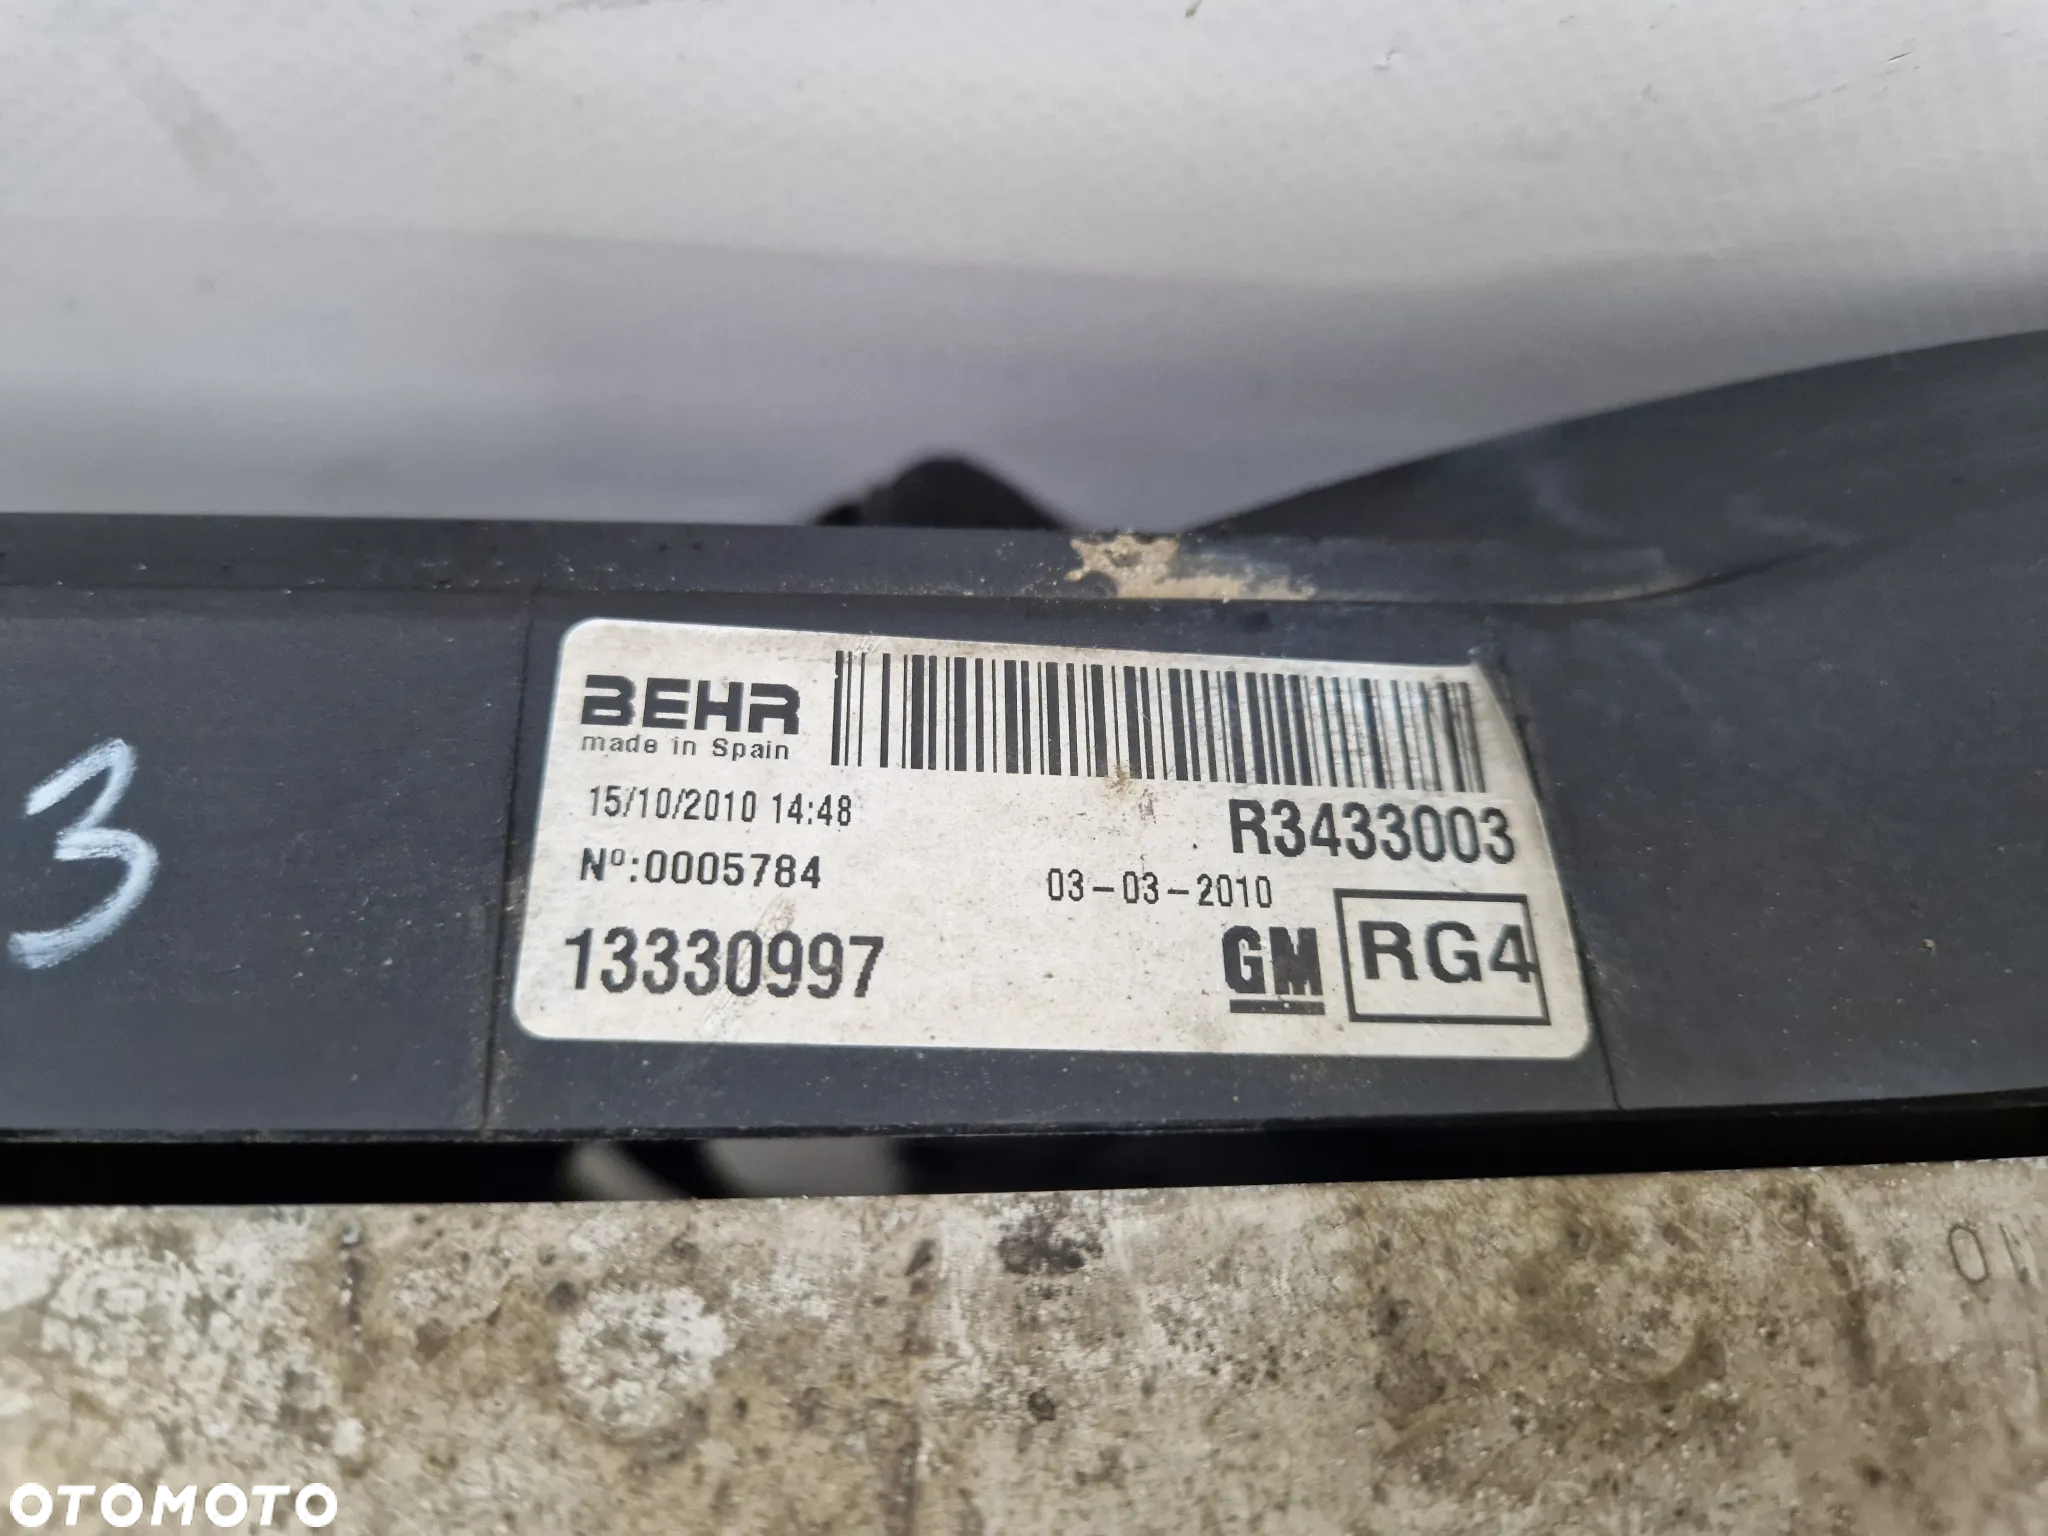 BEHR
made in Spain
15/10/2010 14:48
R3433003
Nº:0005784
03-03-2010
13330997
GM
RG4
3
OTOMOTO